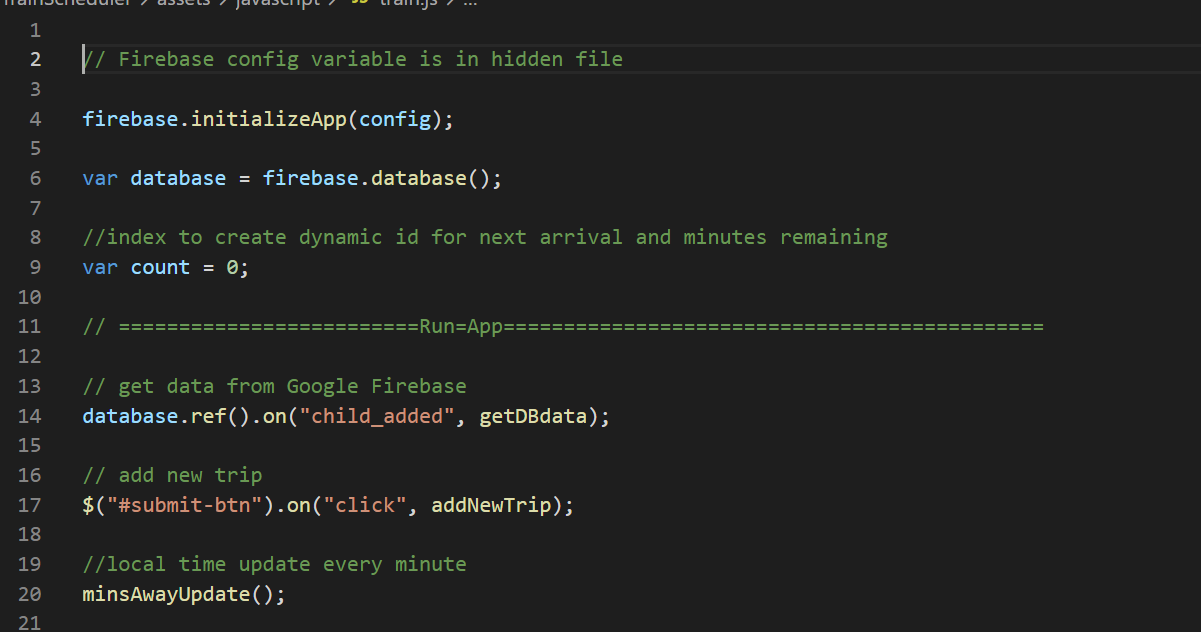 TrainScheduler > assets > javascript > JS train.js > ...
1
2 // Firebase config variable is in hidden file
3
4 firebase.initializeApp(config);
5
6 var database = firebase.database();
7
8 //index to create dynamic id for next arrival and minutes remaining
9 var count = 0;
10
11 // =========================Run=App=============================================
12
13 // get data from Google Firebase
14 database.ref().on("child_added", getDBdata);
15
16 // add new trip
17 $("#submit-btn").on("click", addNewTrip);
18
19 //local time update every minute
20 minsAwayUpdate();
21